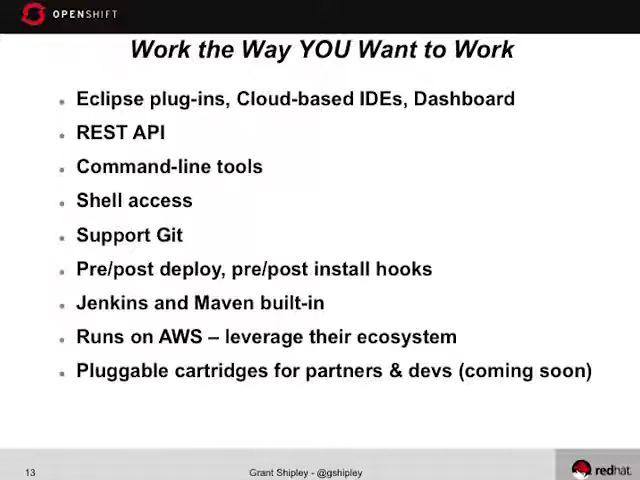 OPENSHIFT
Work the Way YOU Want to Work
Eclipse plug-ins, Cloud-based IDEs, Dashboard
REST API
Command-line tools
Shell access
Support Git
Pre/post deploy, pre/post install hooks
Jenkins and Maven built-in
Runs on AWS – leverage their ecosystem
Pluggable cartridges for partners & devs (coming soon)
13
Grant Shipley - @gshipley
redhat.